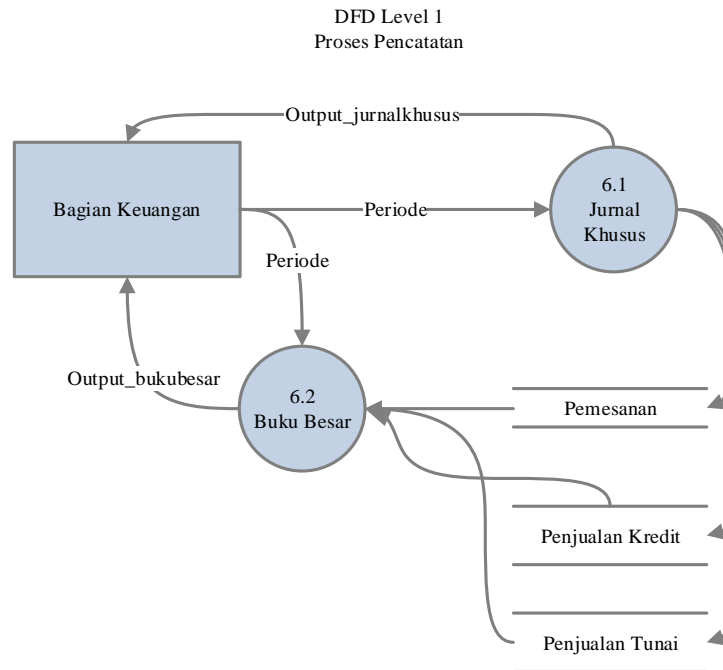 DFD Level 1
Proses Pencatatan
Output_jurnalkhusus
Bagian Keuangan
Periode
6.1
Jurnal
Khusus
Periode
Output_bukubesar
6.2
Buku Besar
Pemesanan
Penjualan Kredit
Penjualan Tunai